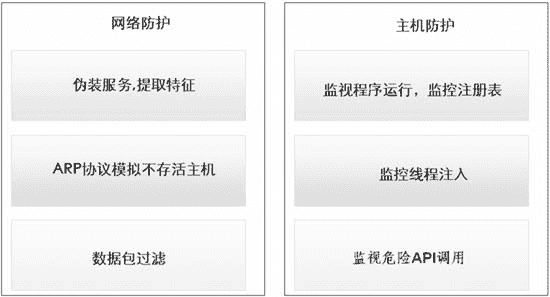 网络防护
伪装服务,提取特征
ARP协议模拟不存活主机
数据包过滤
主机防护
监视程序运行，监控注册表
监控线程注入
监视危险API调用